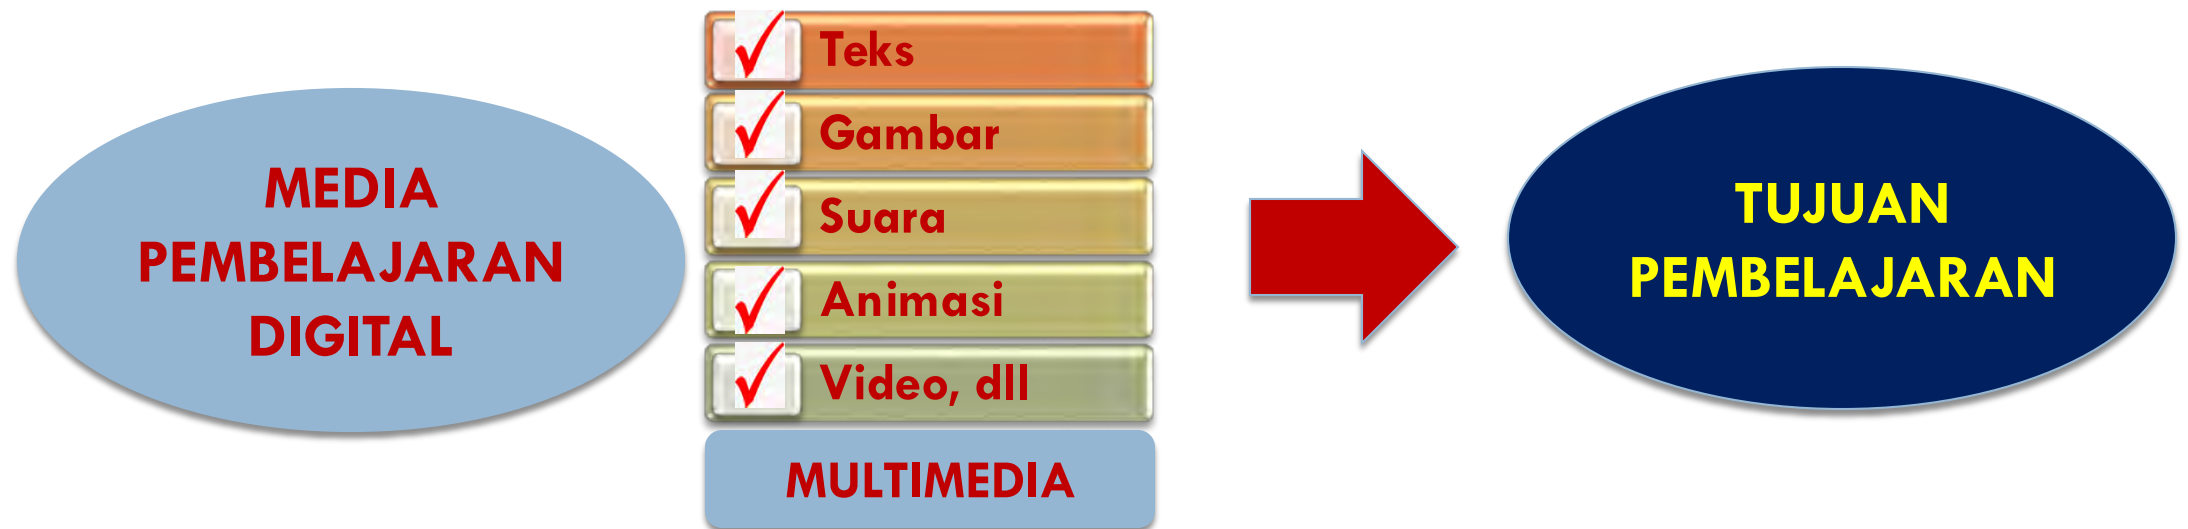 MEDIA
PEMBELAJARAN
DIGITAL
Teks
Gambar
Suara
Animasi
Video, dll
MULTIMEDIA
TUJUAN
PEMBELAJARAN